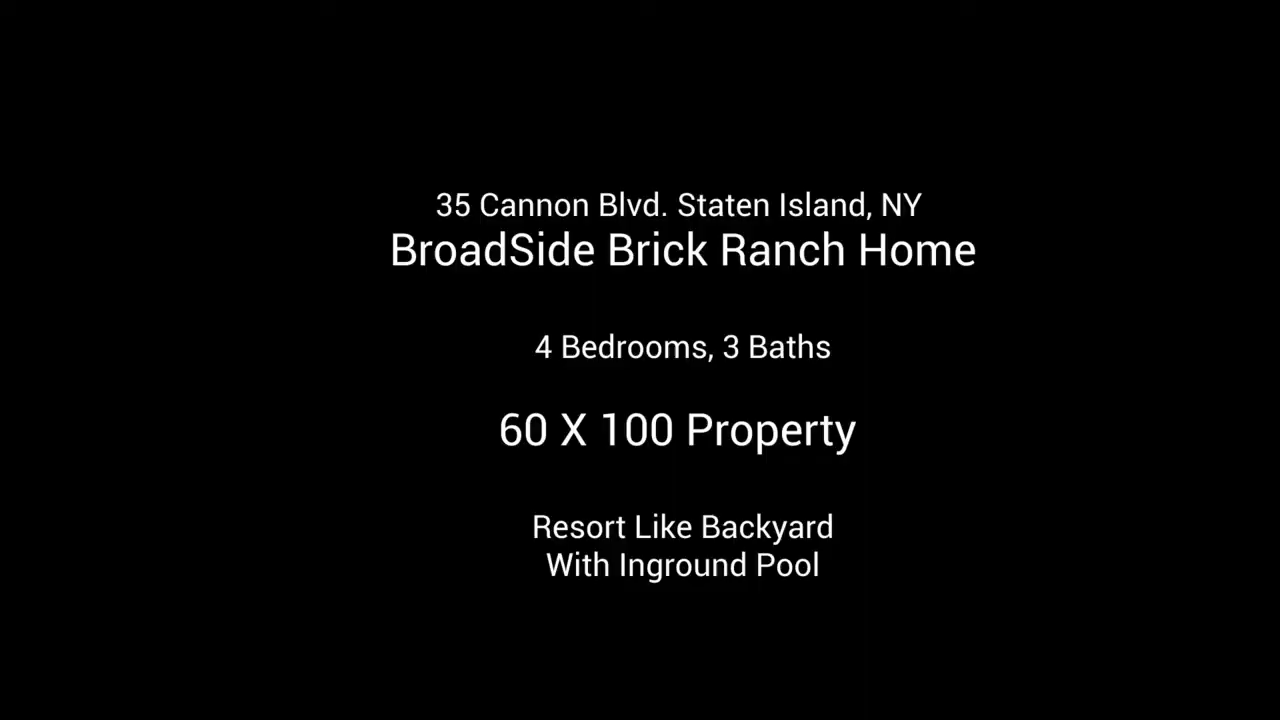 35 Cannon Blvd. Staten Island, NY
BroadSide Brick Ranch Home
4 Bedrooms, 3 Baths
60 X 100 Property
Resort Like Backyard
With Inground Pool